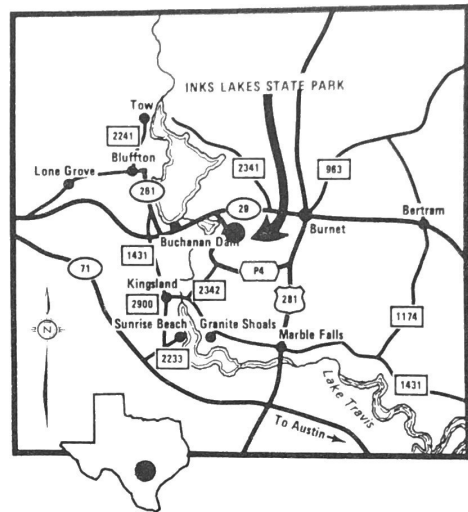 INKS LAKES STATE PARK
Tow
2241
Bluffton
Lone Grove
261
2341
963
29
Bertram
Burnet
Buchanan Dam
71
1431
P4
Kingsland
2342
2900
281
1174
Sunrise Beach
Granite Shoals
Marble Falls
2233
Lake Travis
1431
To Austin
N